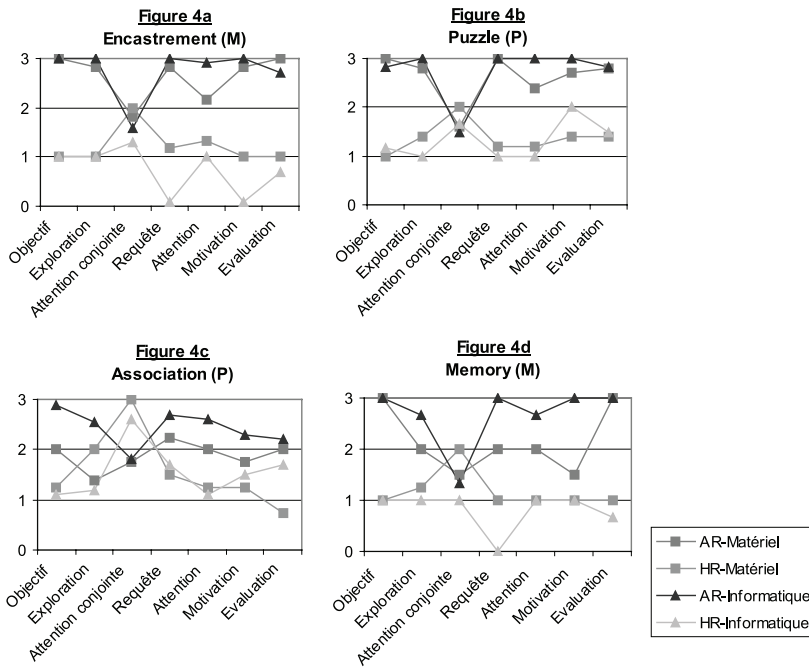 Figure 4a
Encastrement (M)
3
2
1
0
Objectif
Exploration
Attention conjointe
Requête
Attention
Motivation
Evaluation
Figure 4b
Puzzle (P)
3
2
1
0
Objectif
Exploration
Attention conjointe
Requête
Attention
Motivation
Evaluation
Figure 4c
Association (P)
3
2
1
0
Objectif
Exploration
Attention conjointe
Requête
Attention
Motivation
Evaluation
Figure 4d
Memory (M)
3
2
1
0
Objectif
Exploration
Attention conjointe
Requête
Attention
Motivation
Evaluation
AR-Matériel
HR-Matériel
AR-Informatique
HR-Informatique